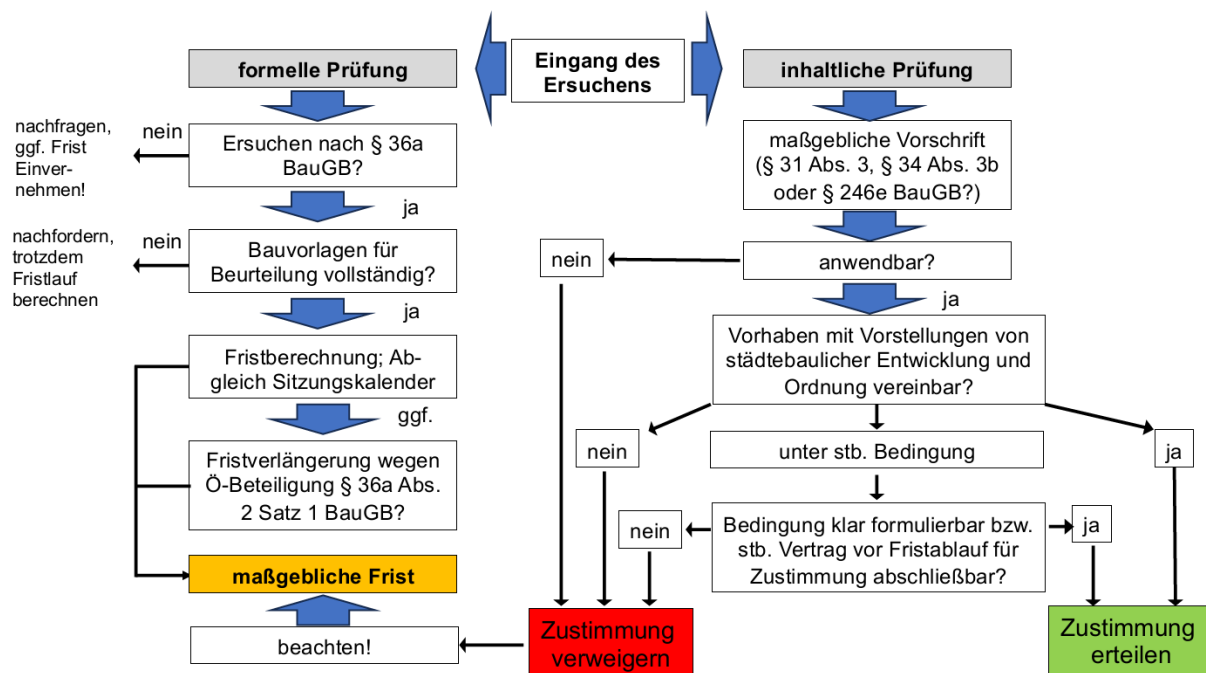 Eingang des
Ersuchens
formelle Prüfung
nachfragen,
ggf. Frist
Einver-
nehmen!
nein
Ersuchen nach § 36a
BauGB?
ja
nachfordern,
trotzdem
Fristlauf
berechnen
nein
Bauvorlagen für
Beurteilung vollständig?
ja
Fristberechnung; Ab-
gleich Sitzungskalender
ggf.
Fristverlängerung wegen
Ö-Beteiligung § 36a Abs.
2 Satz 1 BauGB?
maßgebliche Frist
beachten!
inhaltliche Prüfung
maßgebliche Vorschrift
(§ 31 Abs. 3, § 34 Abs. 3b
oder § 246e BauGB?)
nein
anwendbar?
ja
Vorhaben mit Vorstellungen von
städtebaulicher Entwicklung und
Ordnung vereinbar?
nein
unter stb. Bedingung
ja
nein
Bedingung klar formulierbar bzw.
stb. Vertrag vor Fristablauf für
Zustimmung abschließbar?
ja
Zustimmung
verweigern
Zustimmung
erteilen